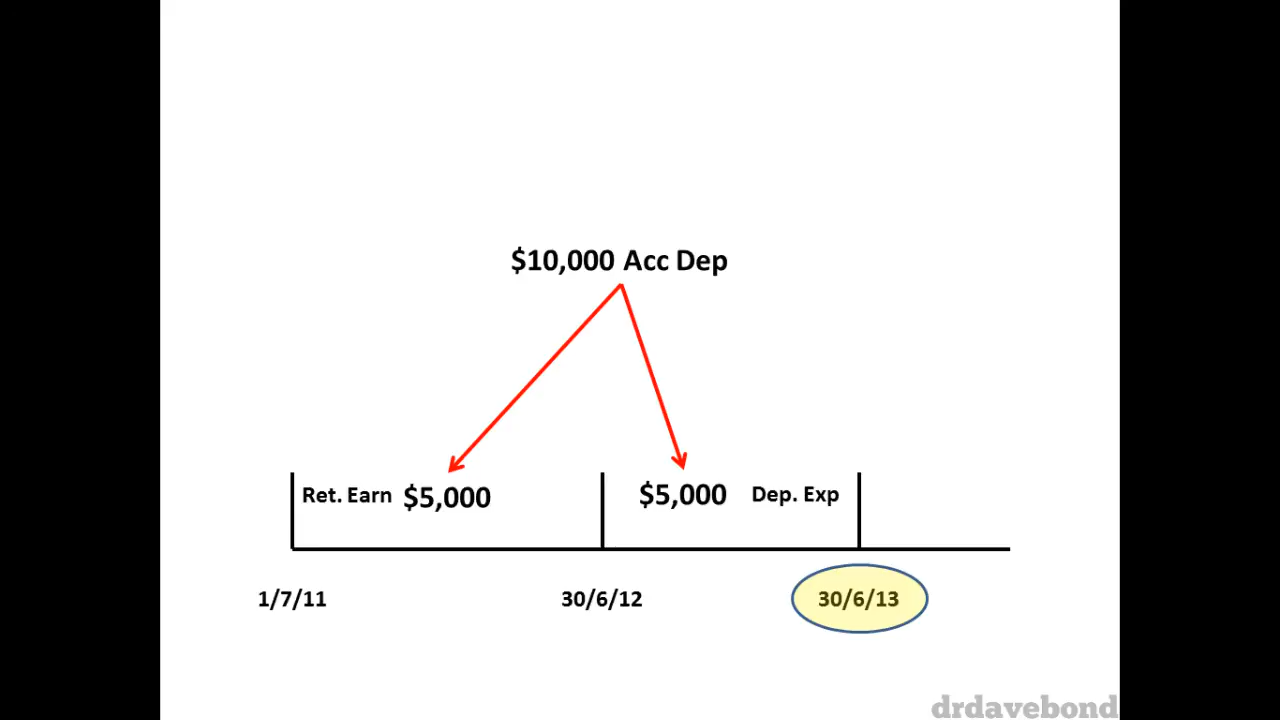 $10,000 Acc Dep
Ret. Earn $5,000 $5,000 Dep. Exp
1/7/11 30/6/12 30/6/13
drdavebond